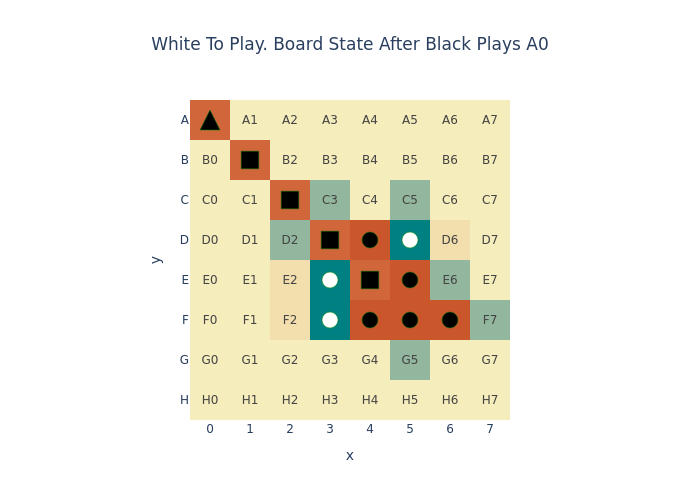 White To Play. Board State After Black Plays A0
A A1 A2 A3 A4 A5 A6 A7
B B0 B2 B3 B4 B5 B6 B7
C C0 C1 C3 C4 C5 C6 C7
D D0 D1 D2 D6 D7
y
E E0 E1 E2 E6 E7
F F0 F1 F2 F7
G G0 G1 G2 G3 G4 G5 G6 G7
H H0 H1 H2 H3 H4 H5 H6 H7
0 1 2 3 4 5 6 7
x